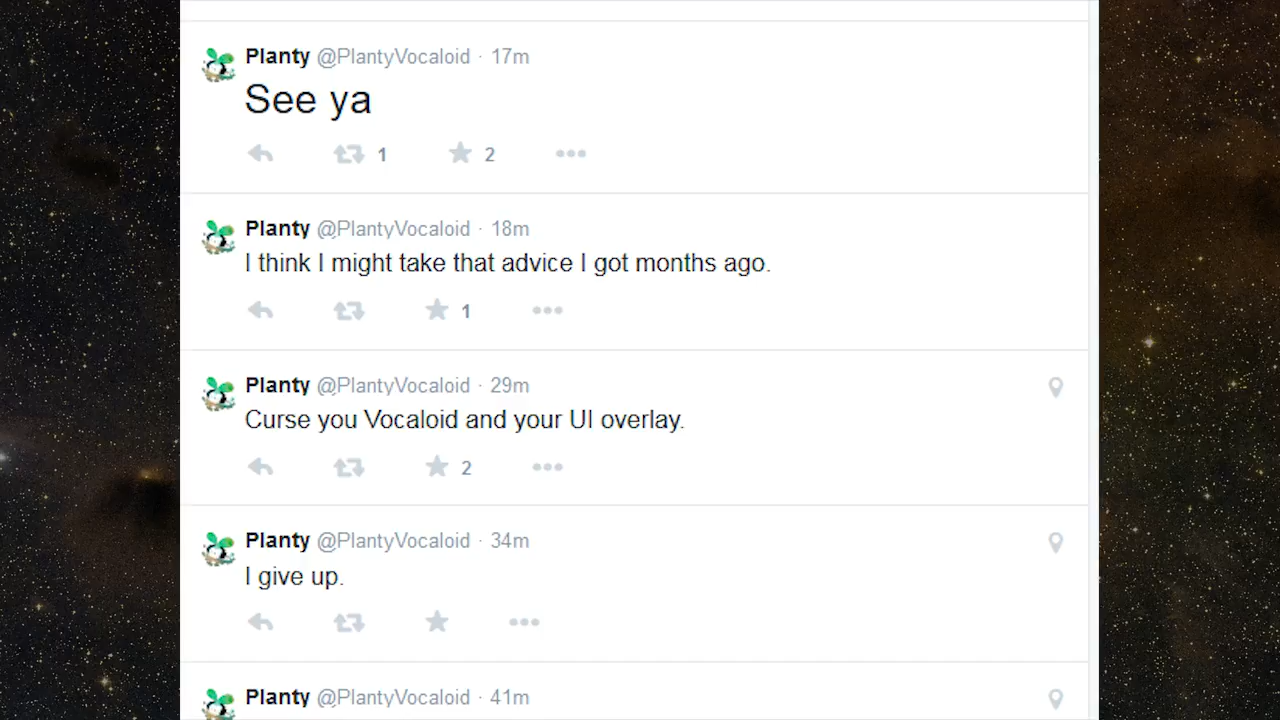 Planty @PlantyVocaloid · 17m
See ya
1 2
Planty @PlantyVocaloid · 18m
I think I might take that advice I got months ago.
1
Planty @PlantyVocaloid · 29m
Curse you Vocaloid and your UI overlay.
2
Planty @PlantyVocaloid · 34m
I give up.
Planty @PlantyVocaloid · 41m